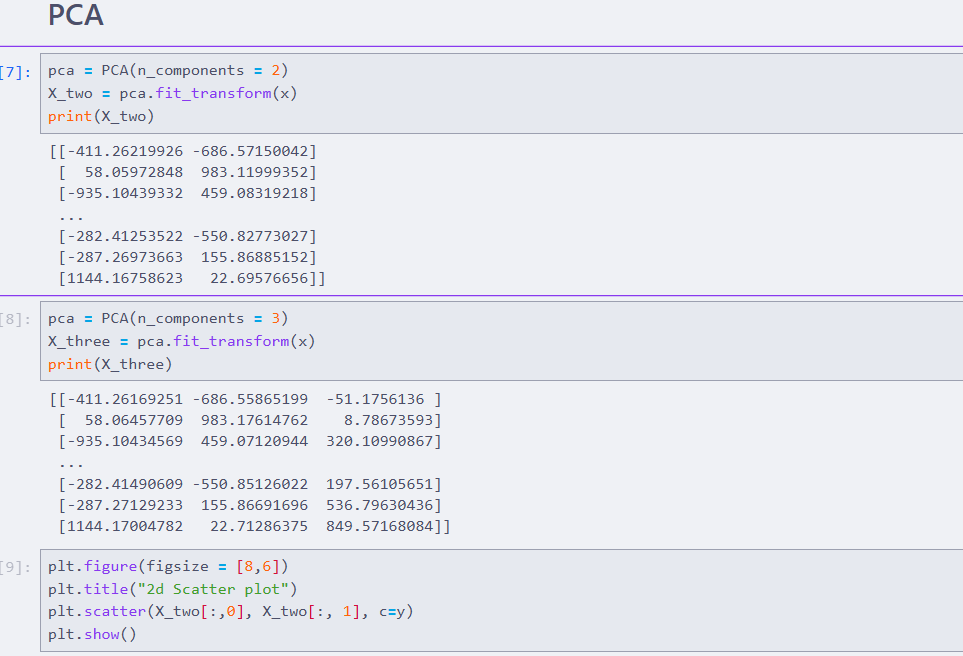 PCA
[7]:
pca = PCA(n_components = 2)
X_two = pca.fit_transform(x)
print(X_two)
[[-411.26219926 -686.57150042]
 [  58.05972848  983.11999352]
 [-935.10439332  459.08319218]
 ...
 [-282.41253522 -550.82773027]
 [-287.26973663  155.86885152]
 [1144.16758623   22.69576656]]
[8]:
pca = PCA(n_components = 3)
X_three = pca.fit_transform(x)
print(X_three)
[[-411.26169251 -686.55865199  -51.1756136 ]
 [  58.06457709  983.17614762    8.78673593]
 [-935.10434569  459.07120944  320.10990867]
 ...
 [-282.41490609 -550.85126022  197.56105651]
 [-287.27129233  155.86691696  536.79630436]
 [1144.17004782   22.71286375  849.57168084]]
[9]:
plt.figure(figsize = [8,6])
plt.title("2d Scatter plot")
plt.scatter(X_two[:,0], X_two[:, 1], c=y)
plt.show()